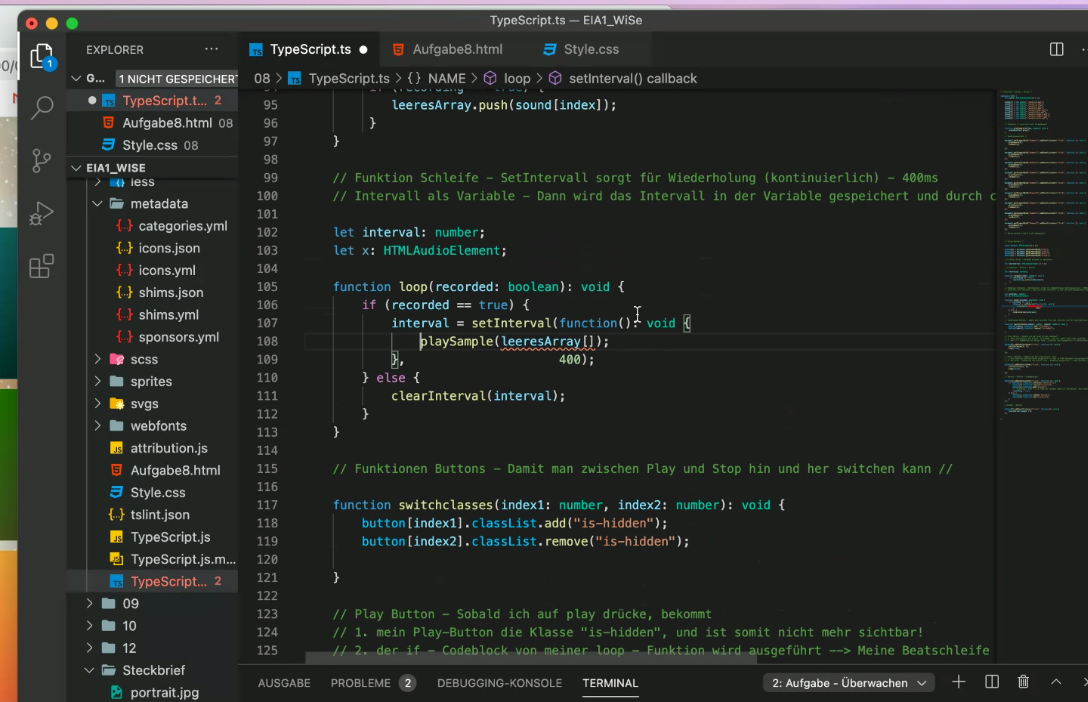 TypeScript.ts — EIA1_WiSe
EXPLORER
TypeScript.ts
Aufgabe8.html
Style.css
G...
1 NICHT GESPEICHERT
08 > TypeScript.ts > {} NAME > loop > setInterval() callback
TypeScript.t... 2
Aufgabe8.html 08
Style.css 08
EIA1_WISE
less
metadata
categories.yml
icons.json
icons.yml
shims.json
shims.yml
sponsors.yml
scss
sprites
svgs
webfonts
attribution.js
Aufgabe8.html
Style.css
tslint.json
TypeScript.js
TypeScript.js.m...
TypeScript... 2
09
10
12
Steckbrief
portrait.jpg
95 leeresArray.push(sound[index]);
96 }
97 }
98
99 // Funktion Schleife – SetIntervall sorgt für Wiederholung (kontinuierlich) – 400ms
100 // Intervall als Variable – Dann wird das Intervall in der Variable gespeichert und durch c
101
102 let interval: number;
103 let x: HTMLAudioElement;
104
105 function loop(recorded: boolean): void {
106 if (recorded == true) {
107 interval = setInterval(function(): void {
108 playSample(leeresArray[]);
109 }, 400);
110 } else {
111 clearInterval(interval);
112 }
113 }
114
115 // Funktionen Buttons – Damit man zwischen Play und Stop hin und her switchen kann //
116
117 function switchclasses(index1: number, index2: number): void {
118 button[index1].classList.add("is-hidden");
119 button[index2].classList.remove("is-hidden");
120
121 }
122
123 // Play Button – Sobald ich auf play drücke, bekommt
124 // 1. mein Play-Button die Klasse "is-hidden", und ist somit nicht mehr sichtbar!
125 // 2. der if – Codeblock von meiner loop – Funktion wird ausgeführt --> Meine Beatschleife
AUSGABE PROBLEME 2 DEBUGGING-KONSOLE TERMINAL 2: Aufgabe - Überwachen